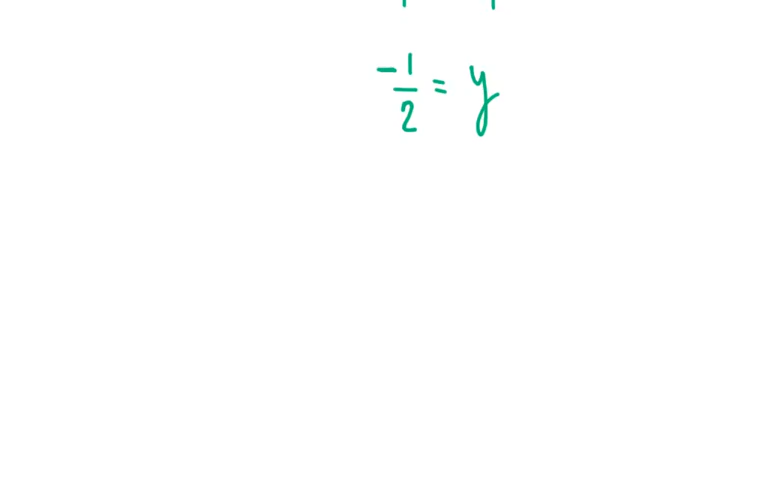 -1/2 = y